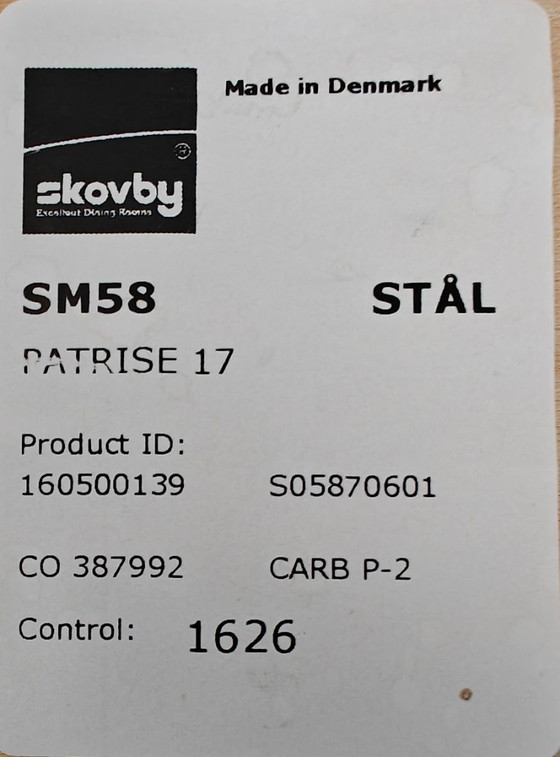 Made in Denmark
skovby®
Excellent Dining Rooms
SM58 STÅL
PATRISE 17
Product ID:
160500139 S05870601
CO 387992 CARB P-2
Control: 1626